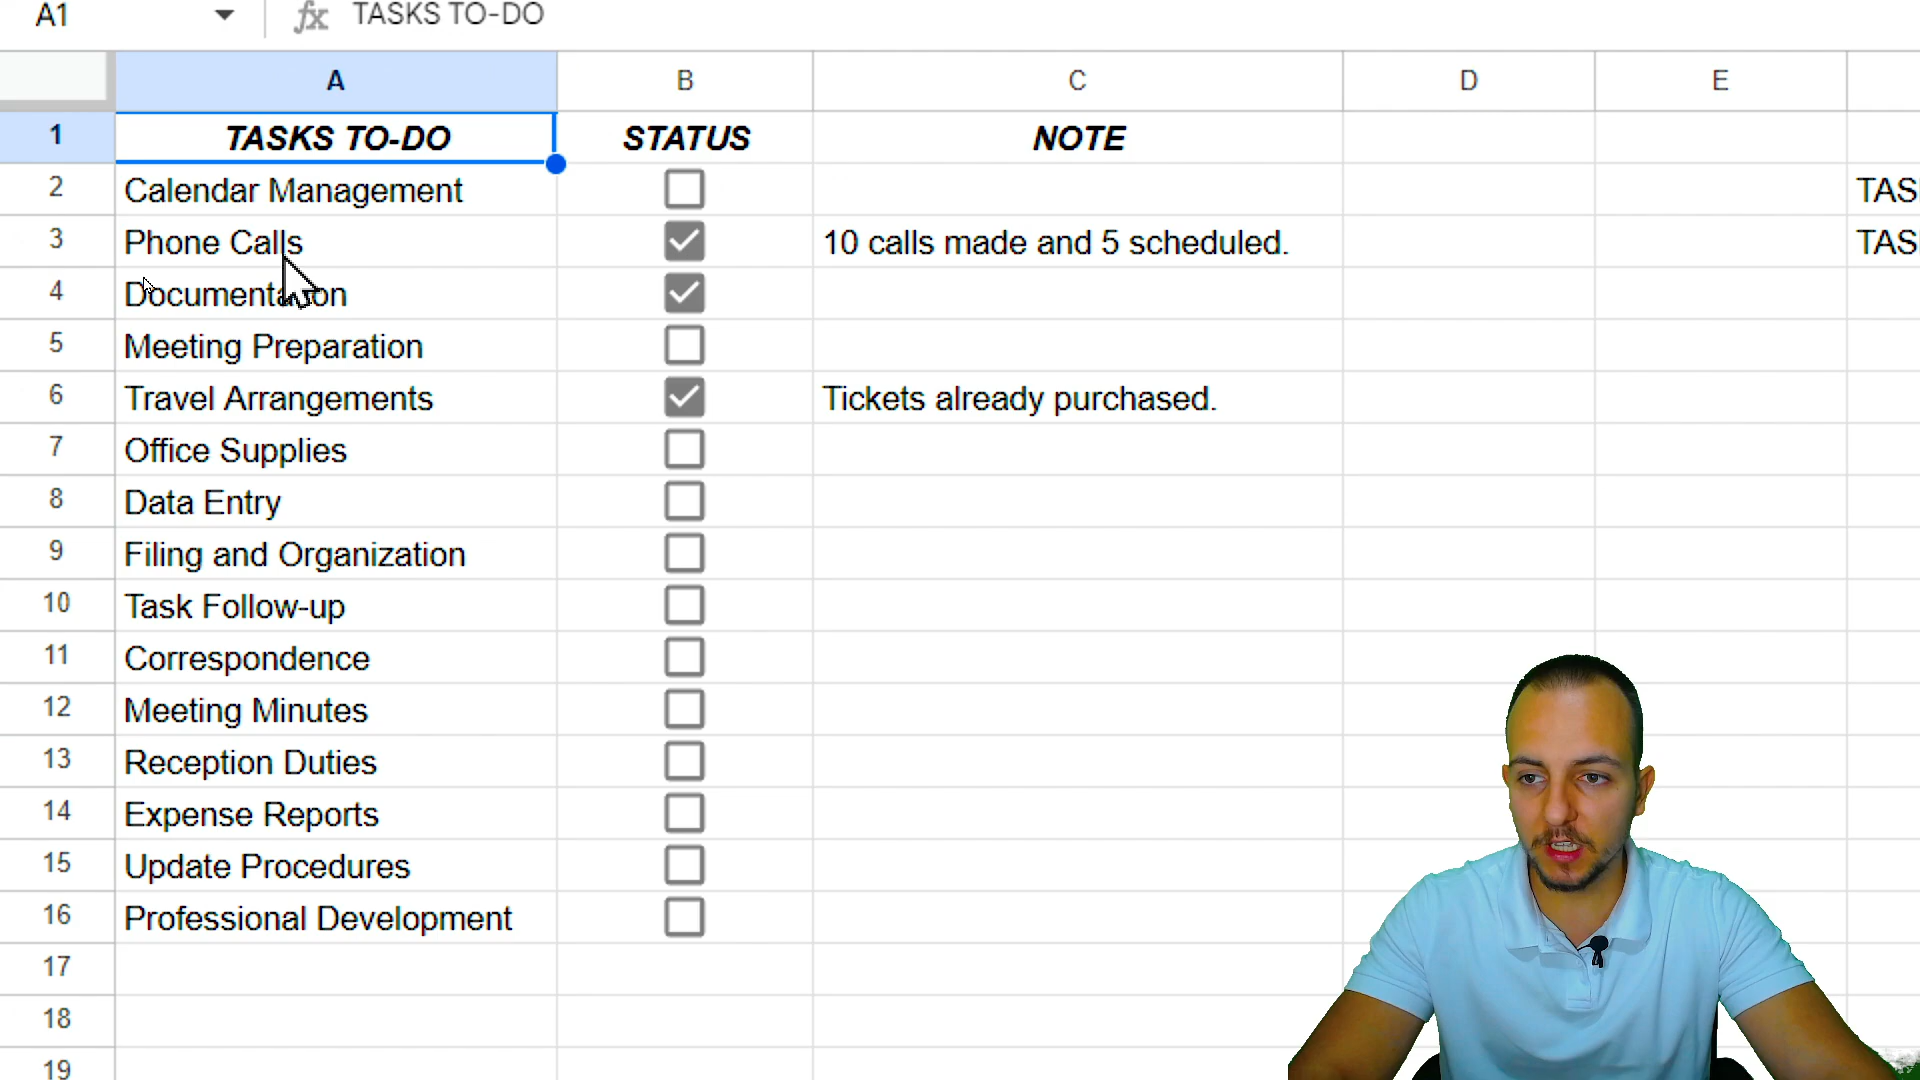 A1 fx TASKS TO-DO
A B C D E
1 TASKS TO-DO STATUS NOTE
2 Calendar Management TAS
3 Phone Calls 10 calls made and 5 scheduled. TAS
4 Documentation
5 Meeting Preparation
6 Travel Arrangements Tickets already purchased.
7 Office Supplies
8 Data Entry
9 Filing and Organization
10 Task Follow-up
11 Correspondence
12 Meeting Minutes
13 Reception Duties
14 Expense Reports
15 Update Procedures
16 Professional Development
17
18
19